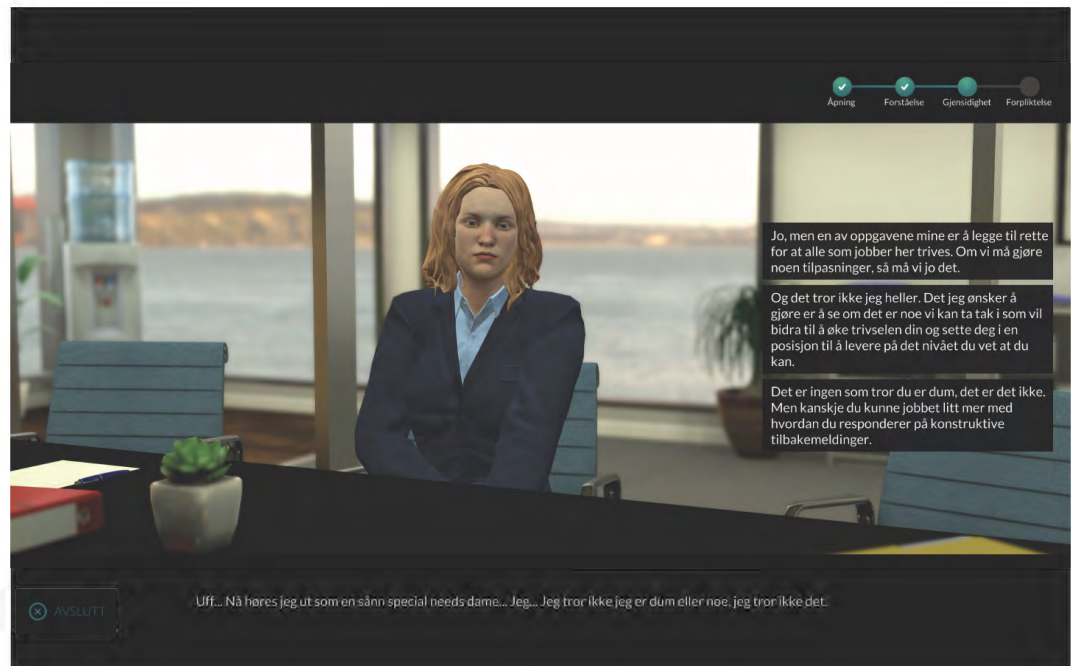 Åpning
Forståelse
Gjensidighet
Forpliktelse
Jo, men en av oppgavene mine er å legge til rette
for at alle som jobber her trives. Om vi må gjøre
noen tilpasninger, så må vi jo det.
Og det tror ikke jeg heller. Det jeg ønsker å
gjøre er å se om det er noe vi kan ta tak i som vil
bidra til å øke trivselen din og sette deg i en
posisjon til å levere på det nivået du vet at du
kan.
Det er ingen som tror du er dum, det er det ikke.
Men kanskje du kunne jobbet litt mer med
hvordan du responderer på konstruktive
tilbakemeldinger.
AVSLUTT
Uff... Nå høres jeg ut som en sånn special needs dame... Jeg... Jeg tror ikke jeg er dum eller noe, jeg tror ikke det.